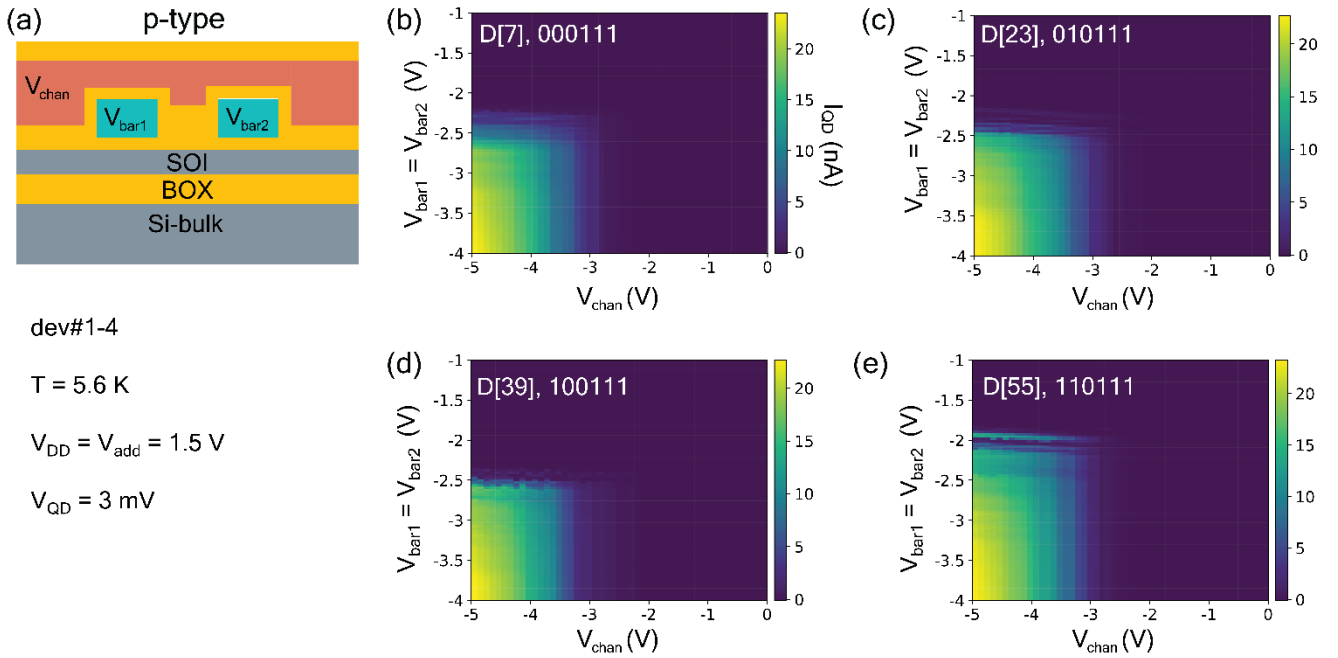 (a)
p-type
V_chan
V_bar1
V_bar2
SOI
BOX
Si-bulk
dev#1-4
T = 5.6 K
V_DD = V_add = 1.5 V
V_QD = 3 mV
(b)
D[7], 000111
V_bar1 = V_bar2 (V)
-1
-1.5
-2
-2.5
-3
-3.5
-4
-5
-4
-3
-2
-1
0
V_chan (V)
20
15
10
5
0
I_QD (nA)
(c)
D[23], 010111
V_bar1 = V_bar2 (V)
-1
-1.5
-2
-2.5
-3
-3.5
-4
-5
-4
-3
-2
-1
0
V_chan (V)
20
15
10
5
0
(d)
D[39], 100111
V_bar1 = V_bar2 (V)
-1
-1.5
-2
-2.5
-3
-3.5
-4
-5
-4
-3
-2
-1
0
V_chan (V)
20
15
10
5
0
(e)
D[55], 110111
V_bar1 = V_bar2 (V)
-1
-1.5
-2
-2.5
-3
-3.5
-4
-5
-4
-3
-2
-1
0
V_chan (V)
20
15
10
5
0